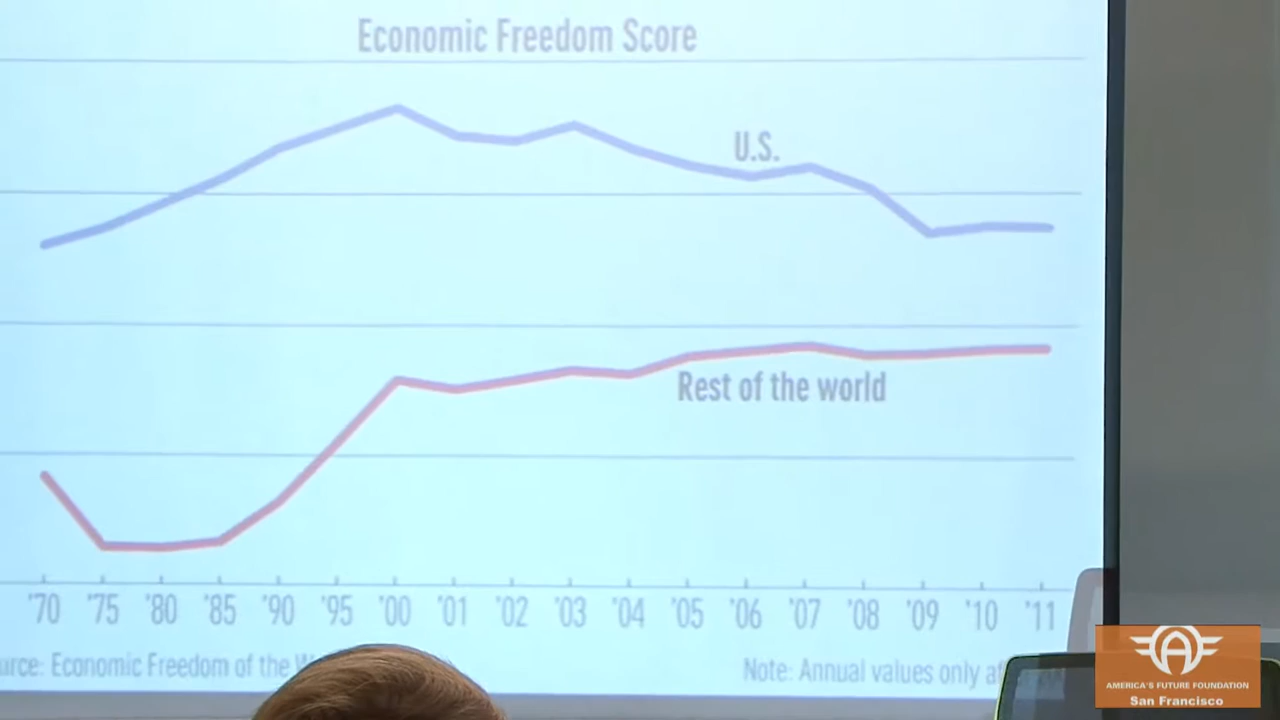 Economic Freedom Score
U.S.
Rest of the world
'70 '75 '80 '85 '90 '95 '00 '01 '02 '03 '04 '05 '06 '07 '08 '09 '10 '11
Economic Freedom of the
Note: Annual values only
AMERICA'S FUTURE FOUNDATION
San Francisco